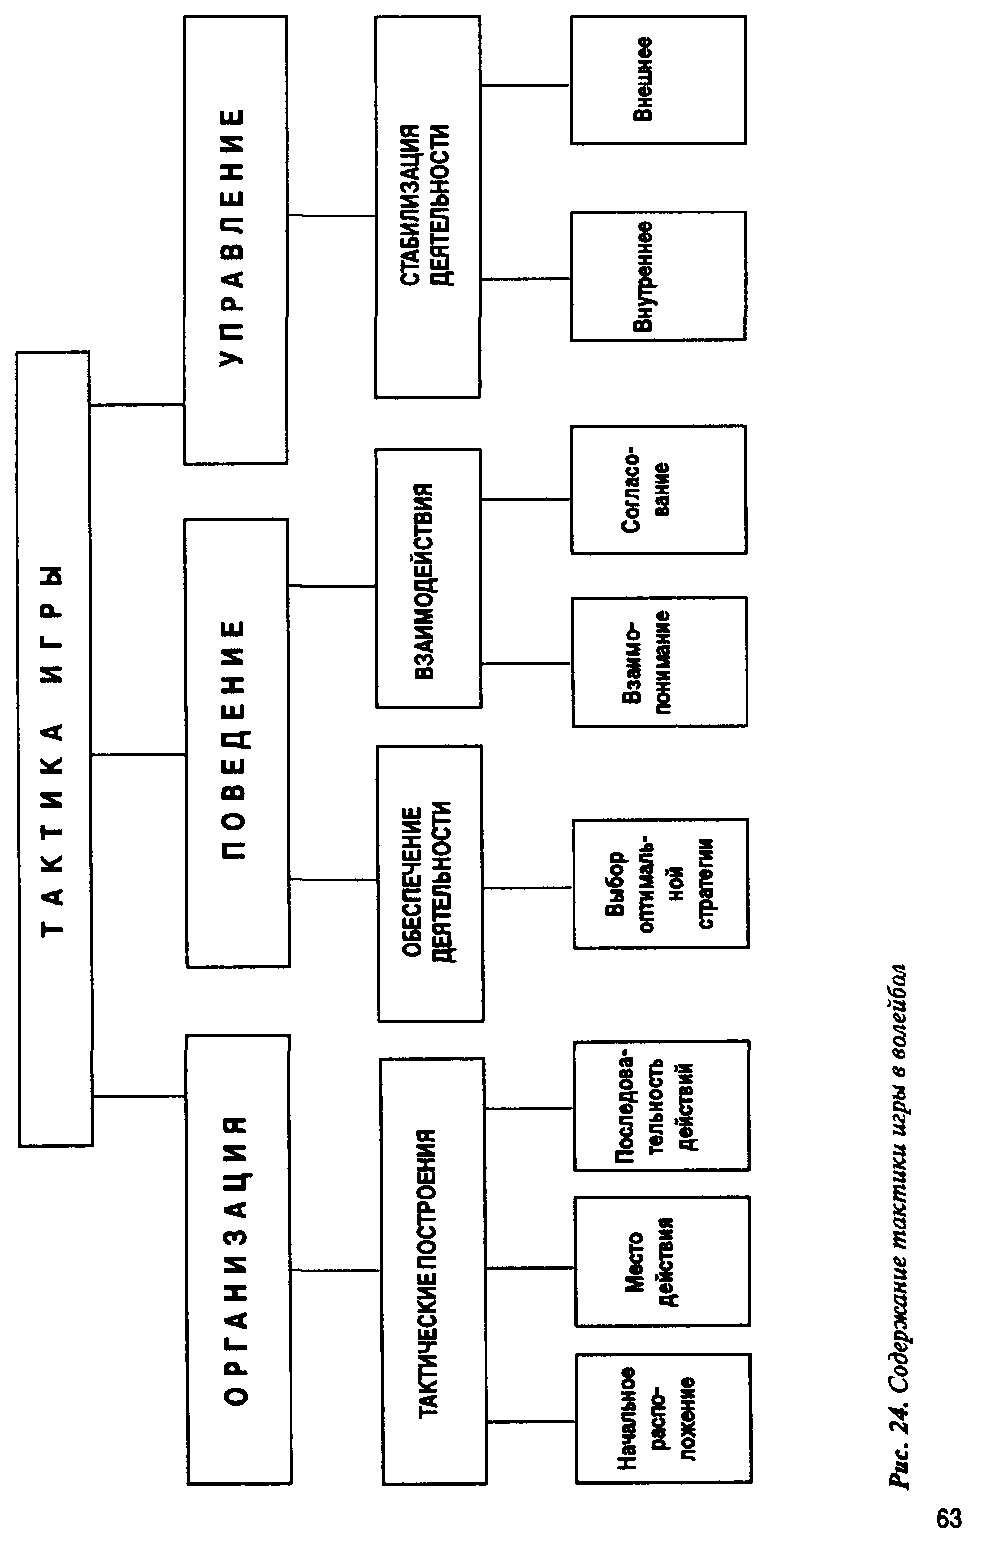 ТАКТИКА ИГРЫ
ОРГАНИЗАЦИЯ
ПОВЕДЕНИЕ
УПРАВЛЕНИЕ
ТАКТИЧЕСКИЕ ПОСТРОЕНИЯ
ОБЕСПЕЧЕНИЕ
ДЕЯТЕЛЬНОСТИ
ВЗАИМОДЕЙСТВИЯ
СТАБИЛИЗАЦИЯ
ДЕЯТЕЛЬНОСТИ
Начальное
распо-
ложение
Место
действия
Последова-
тельность
действий
Выбор
оптималь-
ной
стратегии
Взаимо-
понимание
Согласо-
вание
Внутреннее
Внешнее
Рис. 24. Содержание тактики игры в волейбол
63